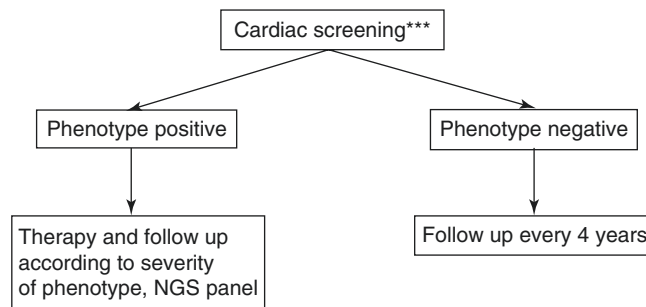 Cardiac screening***
Phenotype positive
Phenotype negative
Therapy and follow up
according to severity
of phenotype, NGS panel
Follow up every 4 years